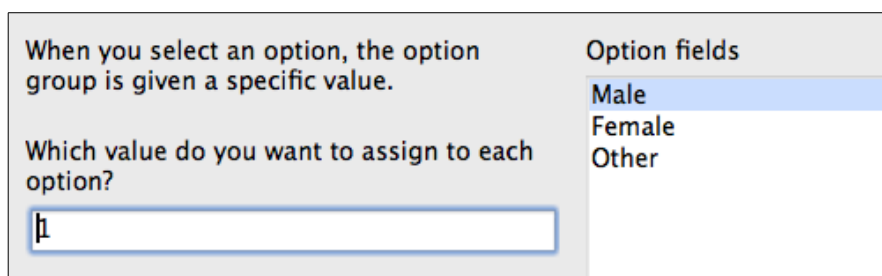 When you select an option, the option
group is given a specific value.
Which value do you want to assign to each
option?
1
Option fields
Male
Female
Other